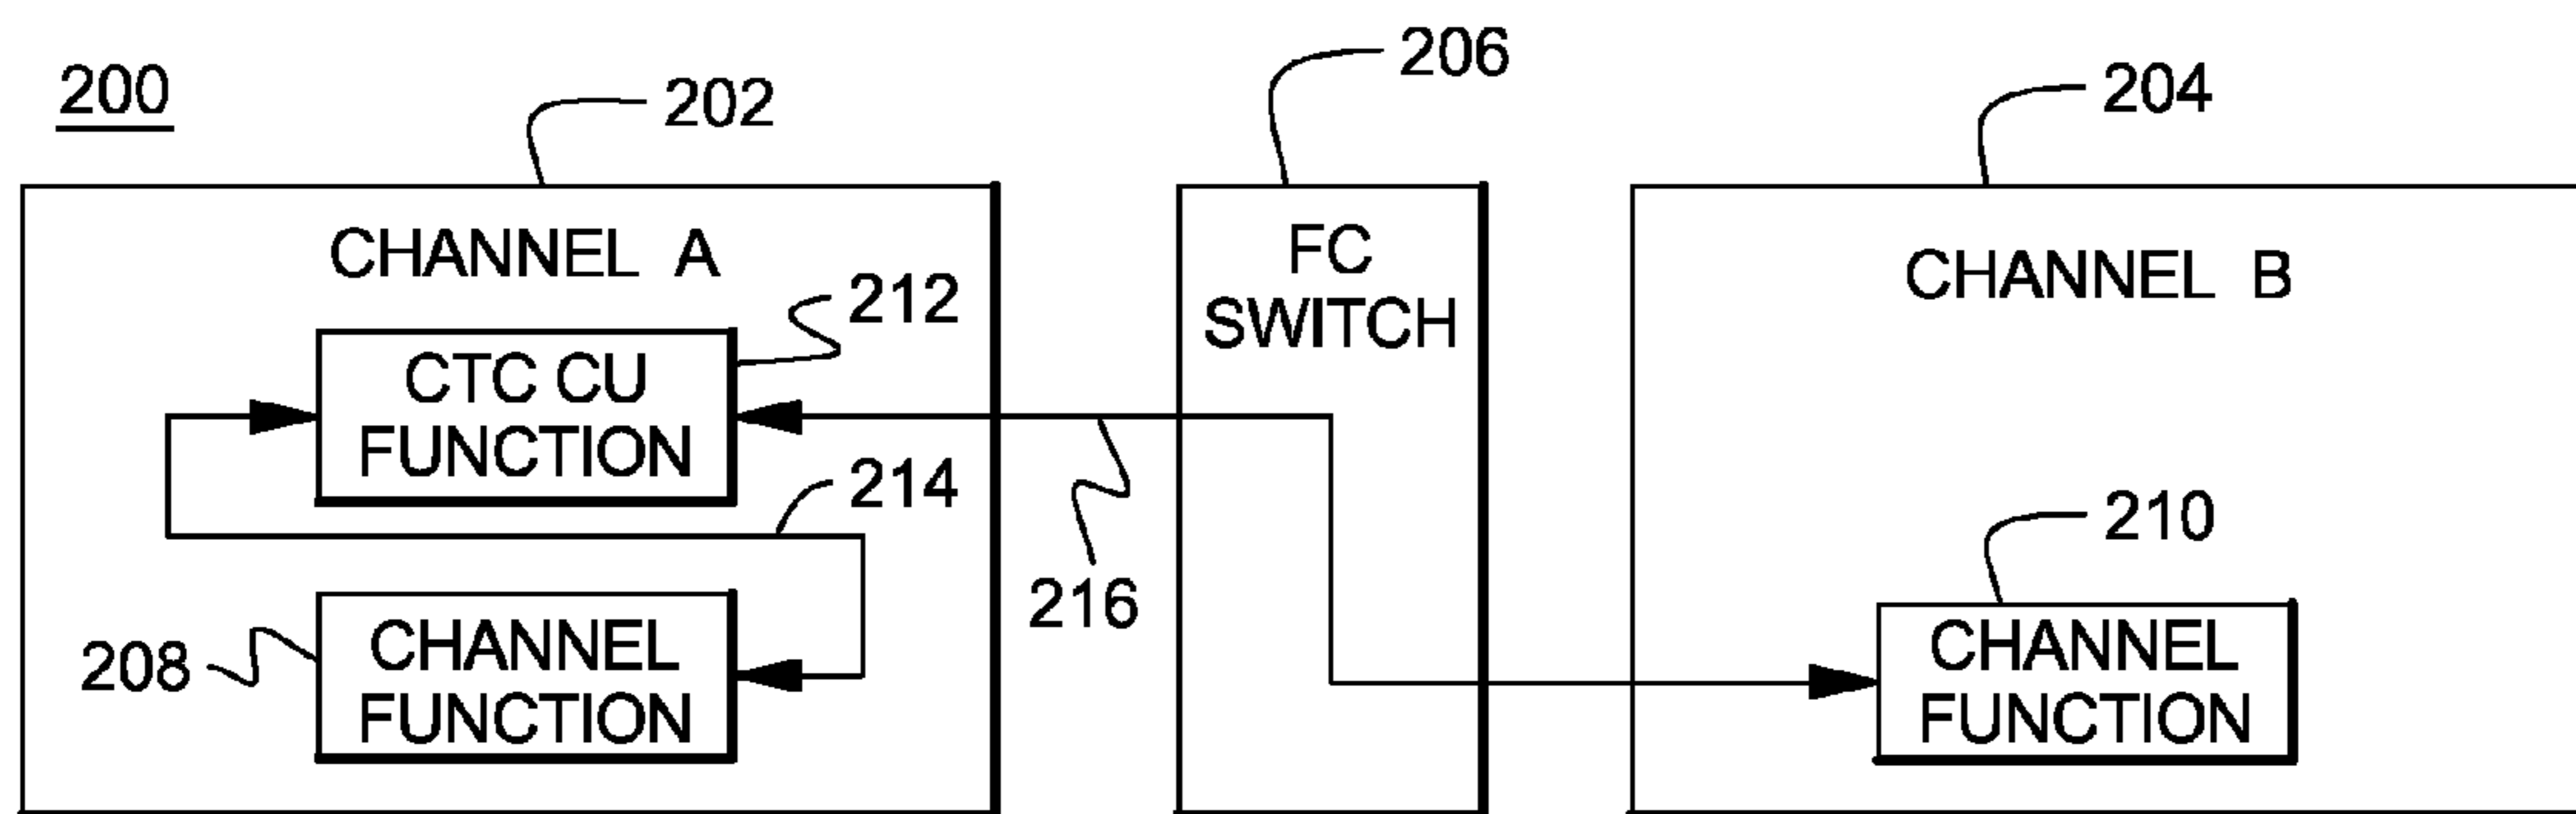 200
202
206
204
CHANNEL A
FC
SWITCH
CHANNEL B
212
CTC CU
FUNCTION
214
216
210
208
CHANNEL
FUNCTION
CHANNEL
FUNCTION